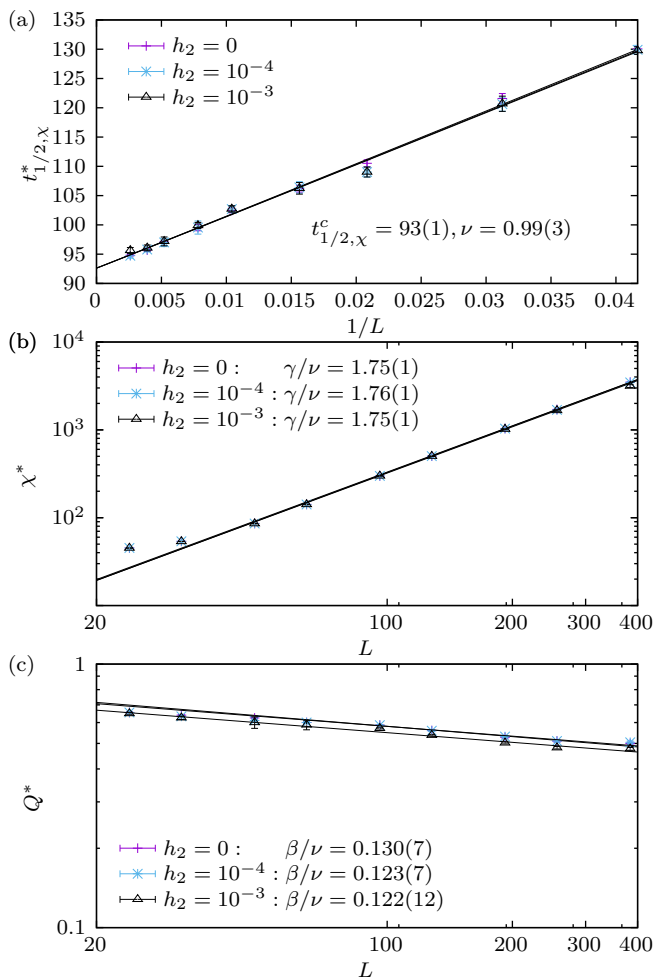 (a)
135
130
125
120
115
110
105
100
95
90
t*1/2,χ
h2 = 0
h2 = 10−4
h2 = 10−3
tc1/2,χ = 93(1), ν = 0.99(3)
0 0.005 0.01 0.015 0.02 0.025 0.03 0.035 0.04
1/L
(b)
104
103
102
χ*
h2 = 0 : γ/ν = 1.75(1)
h2 = 10−4 : γ/ν = 1.76(1)
h2 = 10−3 : γ/ν = 1.75(1)
20 100 200 300 400
L
(c)
1
0.1
Q*
h2 = 0 : β/ν = 0.130(7)
h2 = 10−4 : β/ν = 0.123(7)
h2 = 10−3 : β/ν = 0.122(12)
20 100 200 300 400
L